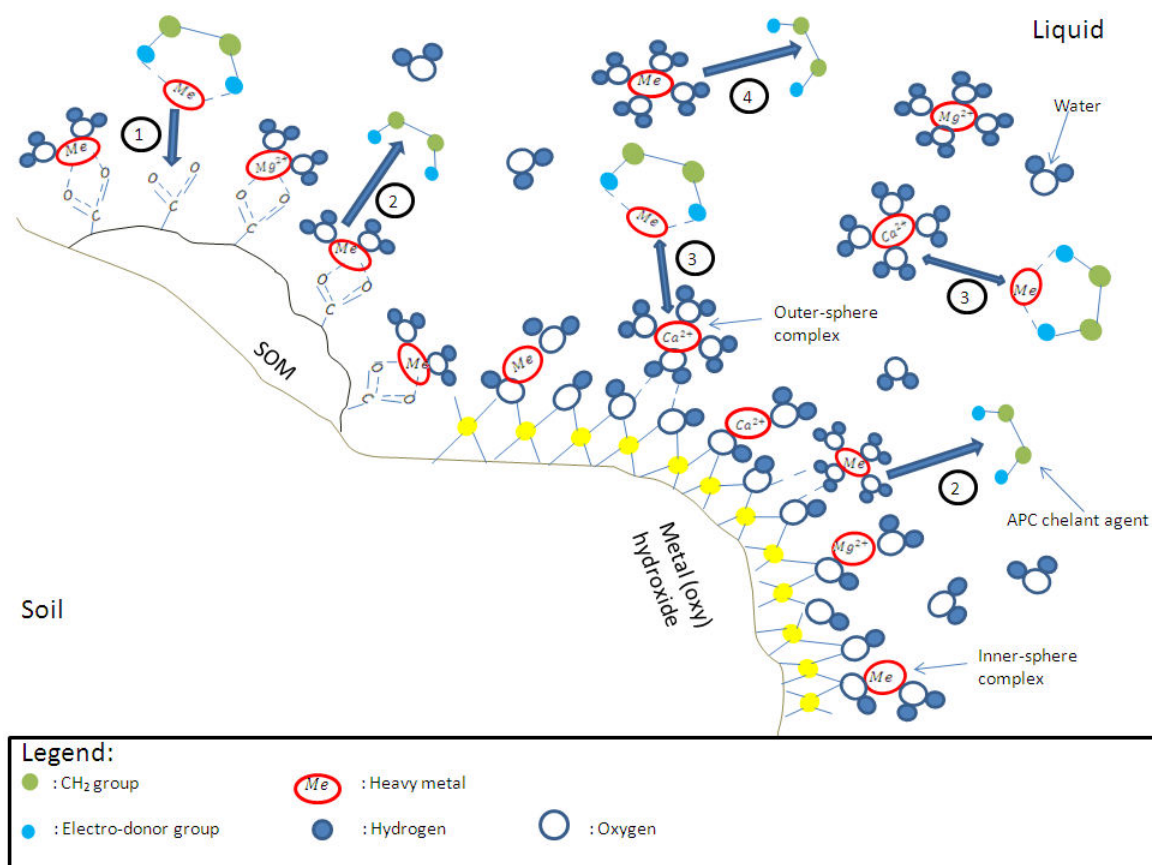 Liquid
Me
4
Mg²⁺
Water
Me
1
Me
Mg²⁺
O
O
O
O
O
O
C
C
C
2
Me
Me
3
Ca²⁺
3
Me
O
O
C
SOM
Me
O
C
O
Me
Ca²⁺
Outer-sphere
complex
Ca²⁺
Me
2
APC chelant agent
Metal (oxy)
hydroxide
Mg²⁺
Soil
Inner-sphere
complex
Me
Legend:
: CH₂ group
Me
: Heavy metal
: Electro-donor group
: Hydrogen
: Oxygen